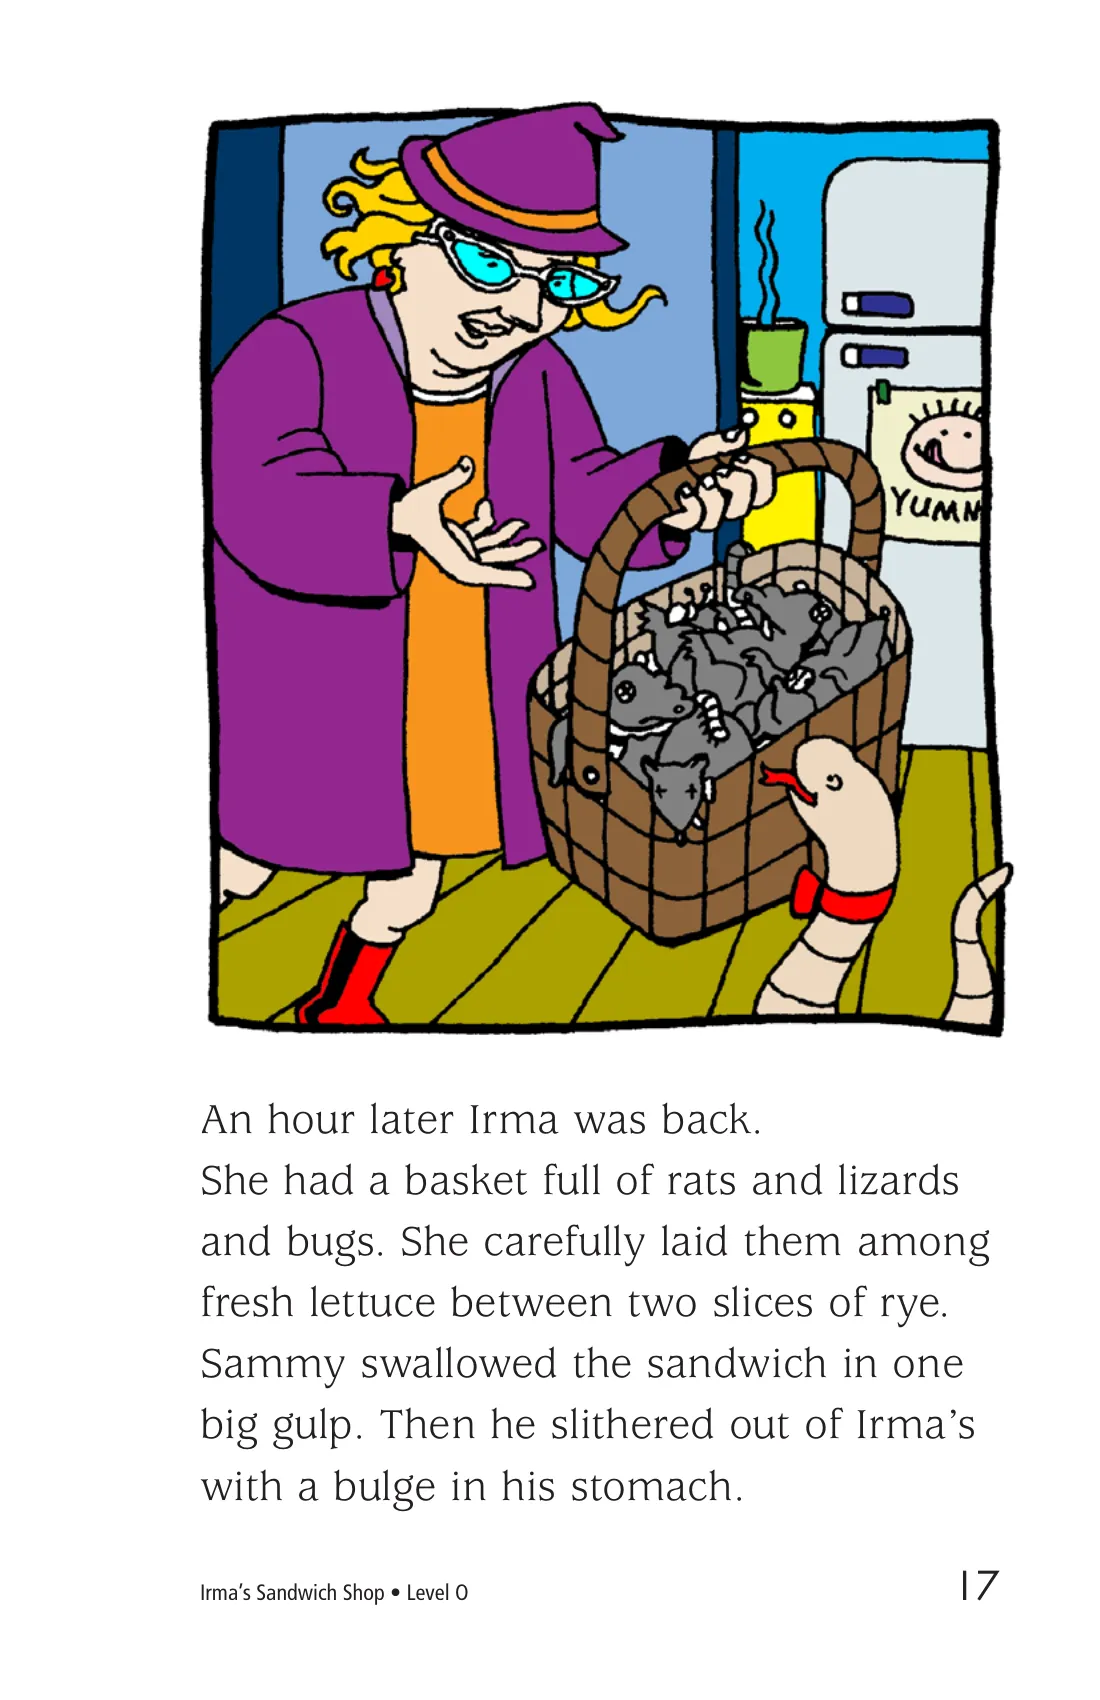 YUMM
An hour later Irma was back.
She had a basket full of rats and lizards
and bugs. She carefully laid them among
fresh lettuce between two slices of rye.
Sammy swallowed the sandwich in one
big gulp. Then he slithered out of Irma’s
with a bulge in his stomach.
Irma’s Sandwich Shop • Level O
17